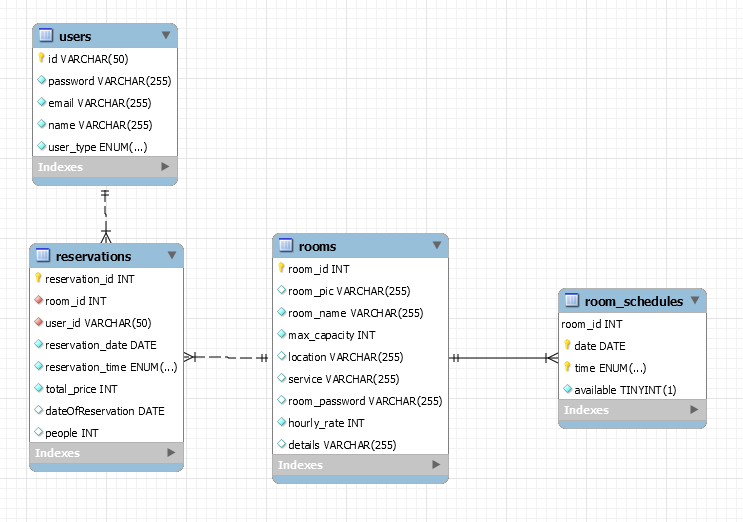 users
id VARCHAR(50)
password VARCHAR(255)
email VARCHAR(255)
name VARCHAR(255)
user_type ENUM(...)
Indexes
reservations
reservation_id INT
room_id INT
user_id VARCHAR(50)
reservation_date DATE
reservation_time ENUM(...)
total_price INT
dateOfReservation DATE
people INT
Indexes
rooms
room_id INT
room_pic VARCHAR(255)
room_name VARCHAR(255)
max_capacity INT
location VARCHAR(255)
service VARCHAR(255)
room_password VARCHAR(255)
hourly_rate INT
details VARCHAR(255)
Indexes
room_schedules
room_id INT
date DATE
time ENUM(...)
available TINYINT(1)
Indexes